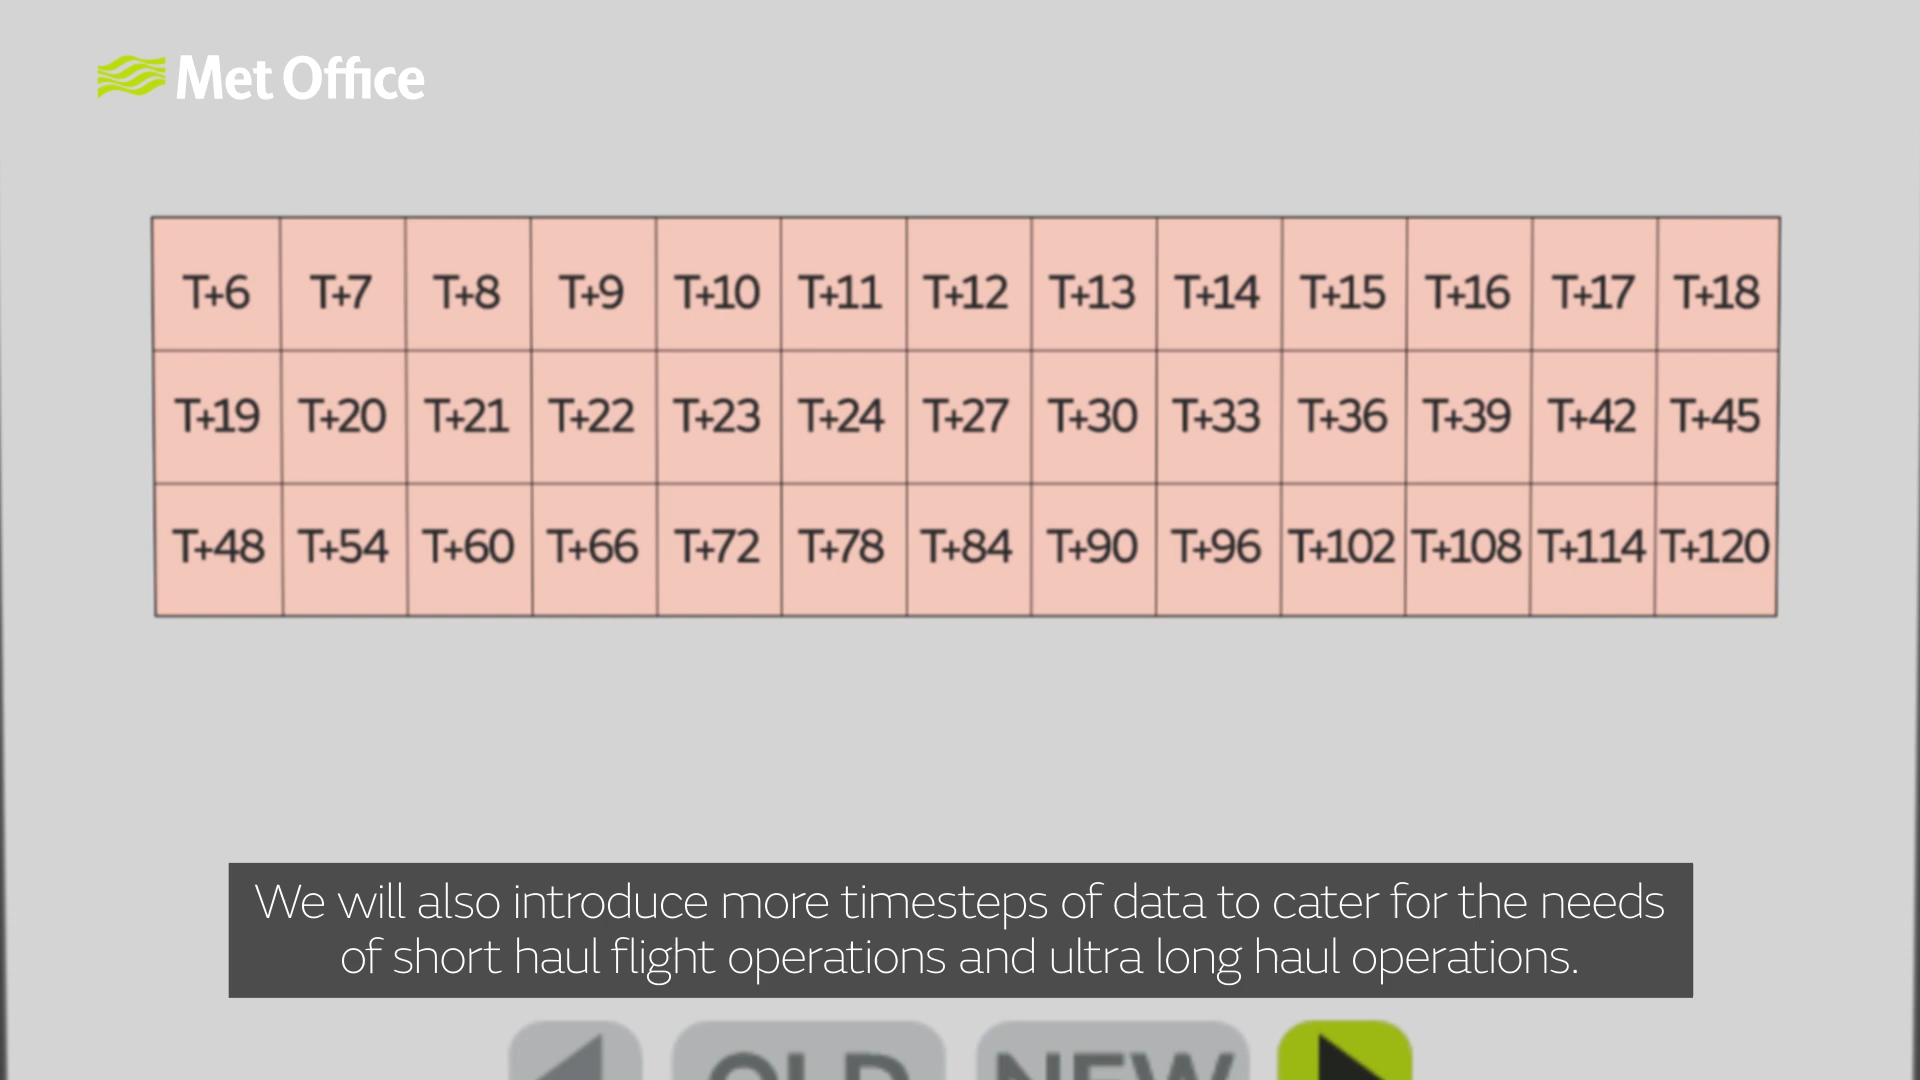 Met Office
T+6 T+7 T+8 T+9 T+10 T+11 T+12 T+13 T+14 T+15 T+16 T+17 T+18
T+19 T+20 T+21 T+22 T+23 T+24 T+27 T+30 T+33 T+36 T+39 T+42 T+45
T+48 T+54 T+60 T+66 T+72 T+78 T+84 T+90 T+96 T+102 T+108 T+114 T+120
We will also introduce more timesteps of data to cater for the needs
of short haul flight operations and ultra long haul operations.
OLD NEW